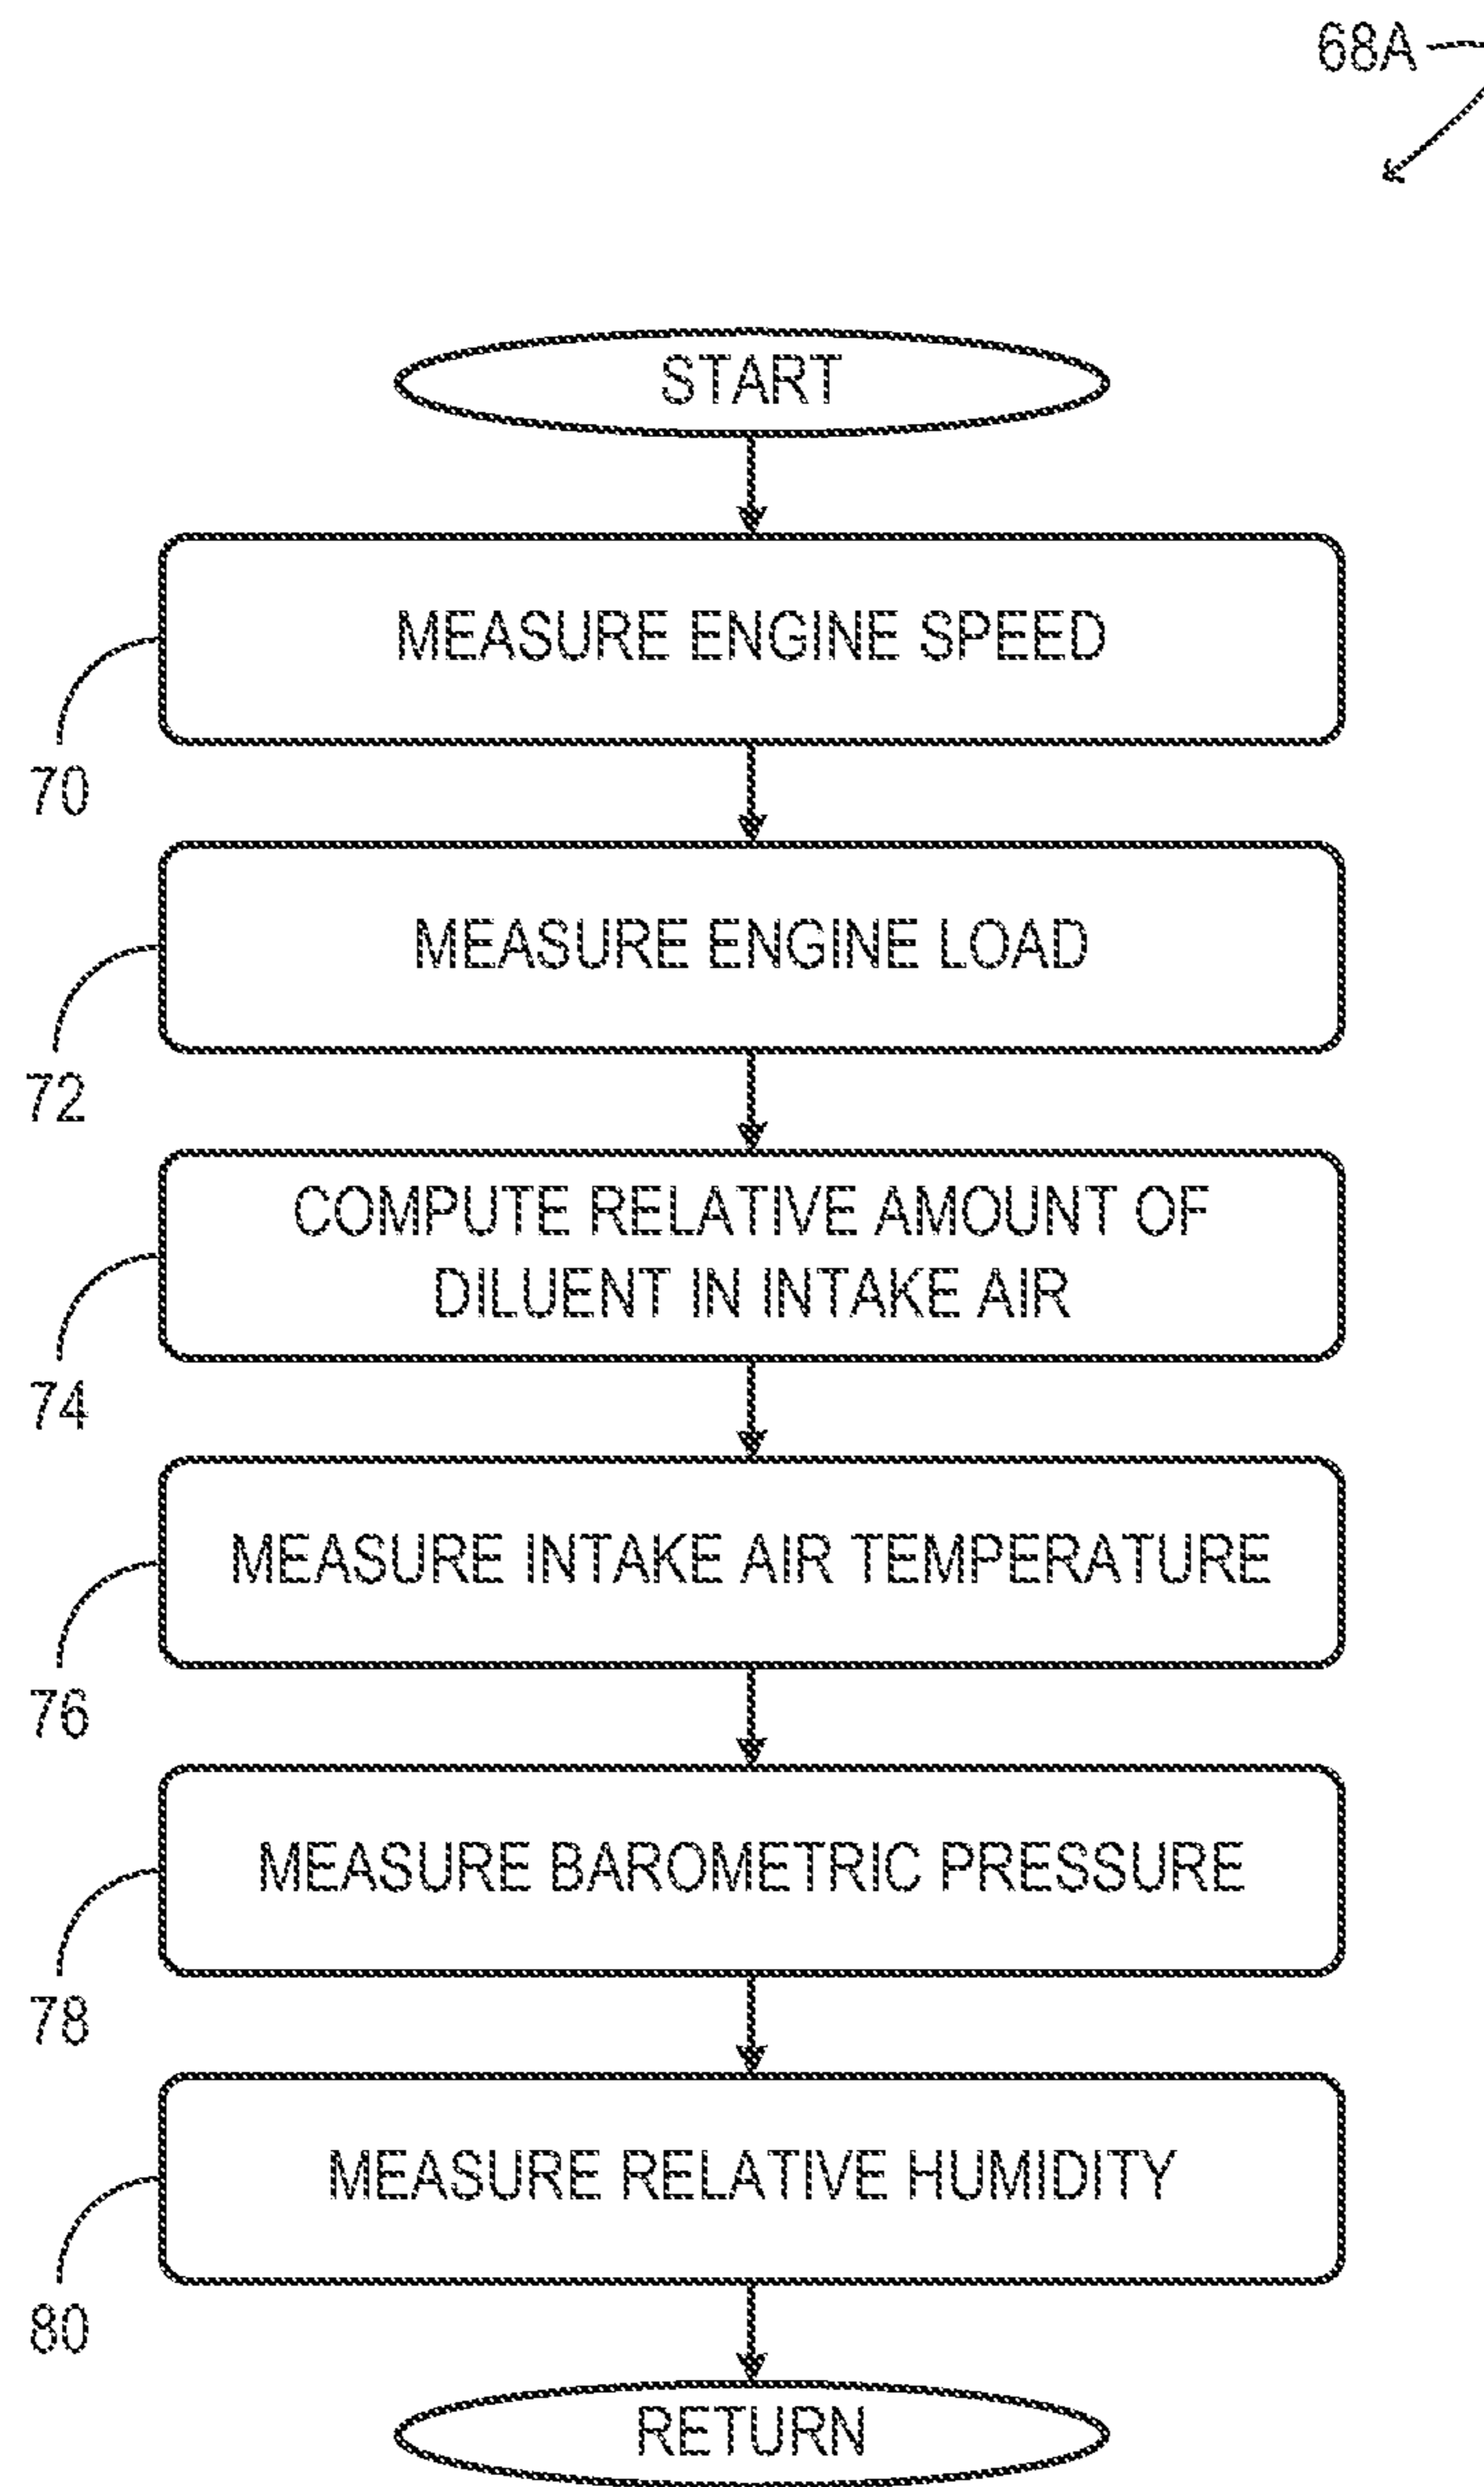 68A
START
MEASURE ENGINE SPEED
70
MEASURE ENGINE LOAD
72
COMPUTE RELATIVE AMOUNT OF
DILUENT IN INTAKE AIR
74
MEASURE INTAKE AIR TEMPERATURE
76
MEASURE BAROMETRIC PRESSURE
78
MEASURE RELATIVE HUMIDITY
80
RETURN